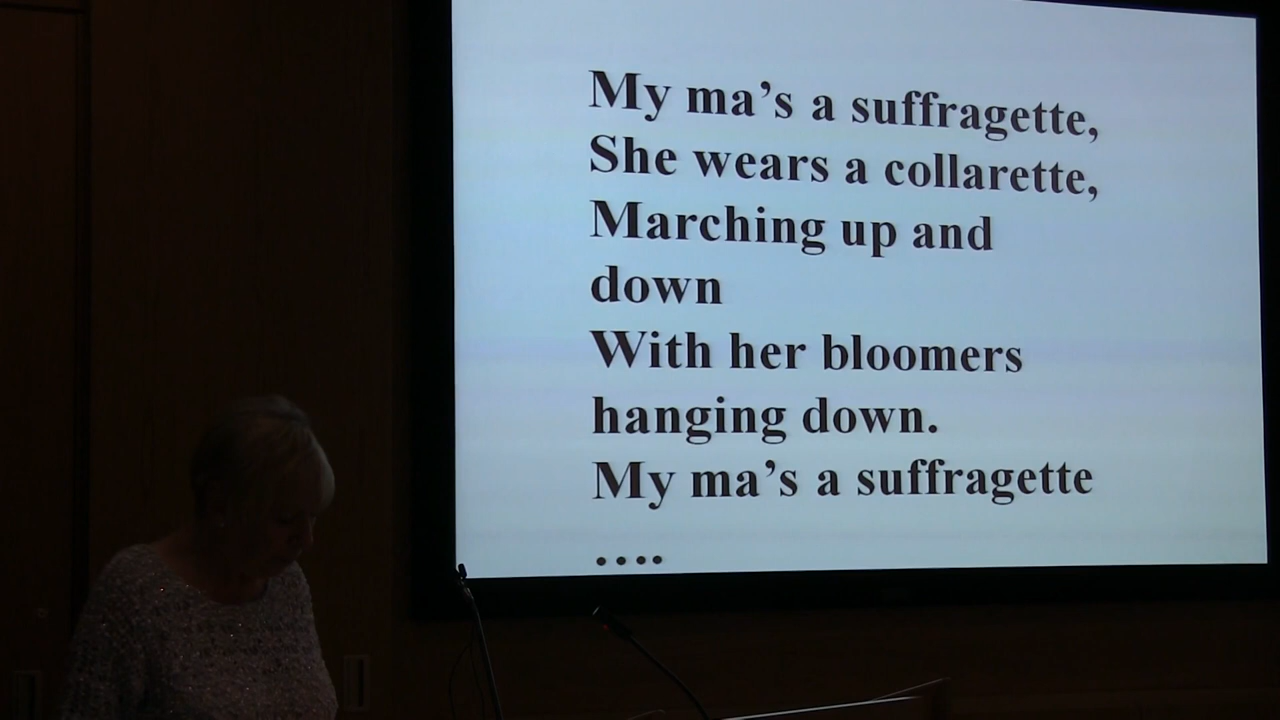 My ma’s a suffragette,
She wears a collarette,
Marching up and
down
With her bloomers
hanging down.
My ma’s a suffragette
....